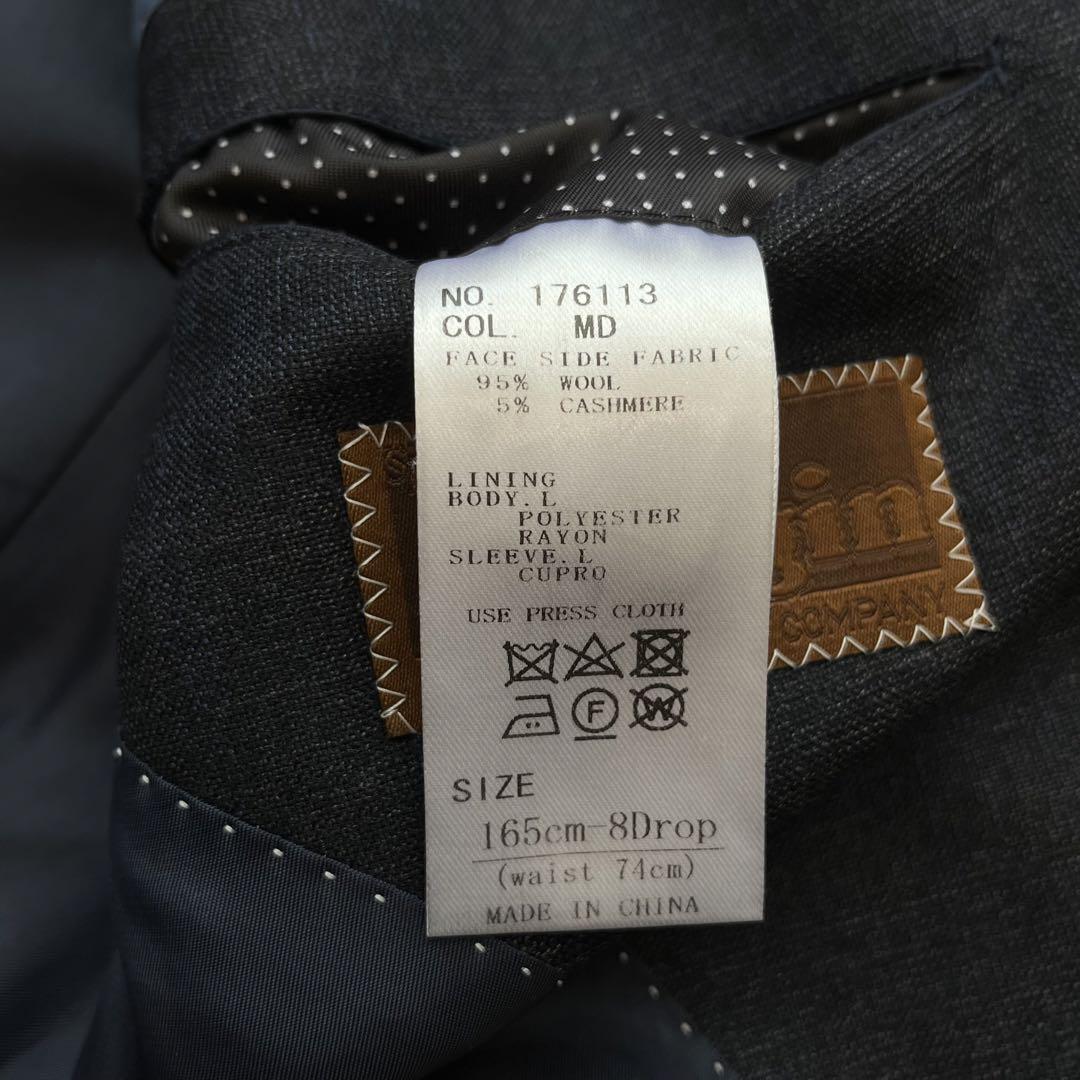 NO. 176113
COL. MD
FACE SIDE FABRIC
95% WOOL
5% CASHMERE
LINING
BODY.L
POLYESTER
RAYON
SLEEVE.L
CUPRO
USE PRESS CLOTH
F
W
SIZE
165cm-8Drop
(waist 74cm)
MADE IN CHINA
COMPANY